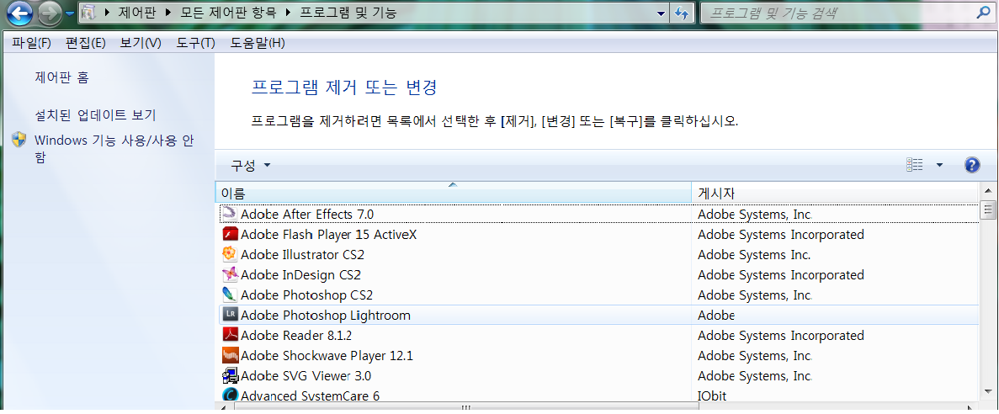 제어판 ▸ 모든 제어판 항목 ▸ 프로그램 및 기능
프로그램 및 기능 검색
파일(F) 편집(E) 보기(V) 도구(T) 도움말(H)
제어판 홈
설치된 업데이트 보기
Windows 기능 사용/사용 안
함
프로그램 제거 또는 변경
프로그램을 제거하려면 목록에서 선택한 후 [제거], [변경] 또는 [복구]를 클릭하십시오.
구성
이름 게시자
Adobe After Effects 7.0 Adobe Systems, Inc.
Adobe Flash Player 15 ActiveX Adobe Systems Incorporated
Adobe Illustrator CS2 Adobe Systems Inc.
Adobe InDesign CS2 Adobe Systems Incorporated
Adobe Photoshop CS2 Adobe Systems, Inc.
LR Adobe Photoshop Lightroom Adobe
Adobe Reader 8.1.2 Adobe Systems Incorporated
Adobe Shockwave Player 12.1 Adobe Systems, Inc.
Adobe SVG Viewer 3.0 Adobe Systems, Inc.
Advanced SystemCare 6 IObit